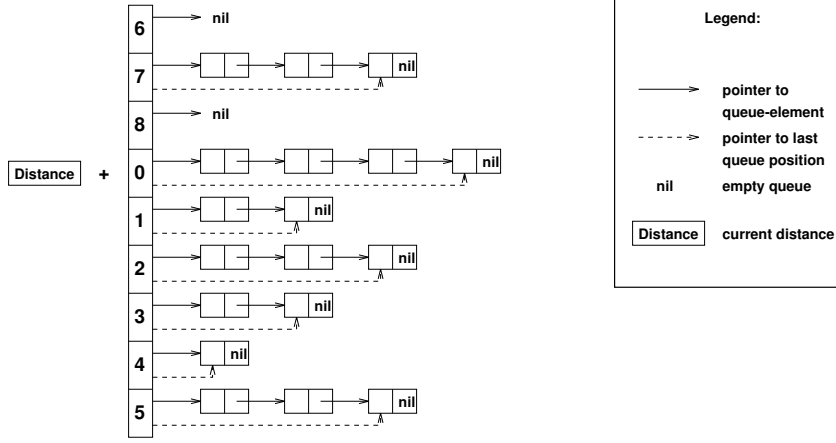 6 nil
7 nil
8 nil
Distance + 0 nil
1 nil
2 nil
3 nil
4 nil
5 nil
Legend:
pointer to
queue-element
pointer to last
queue position
nil empty queue
Distance current distance